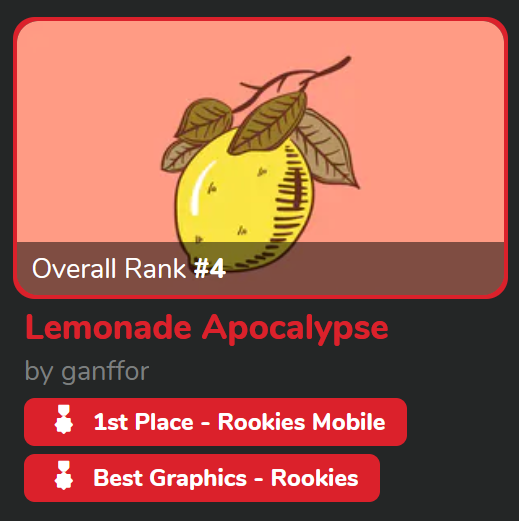 Overall Rank #4
Lemonade Apocalypse
by ganffor
1st Place - Rookies Mobile
Best Graphics - Rookies